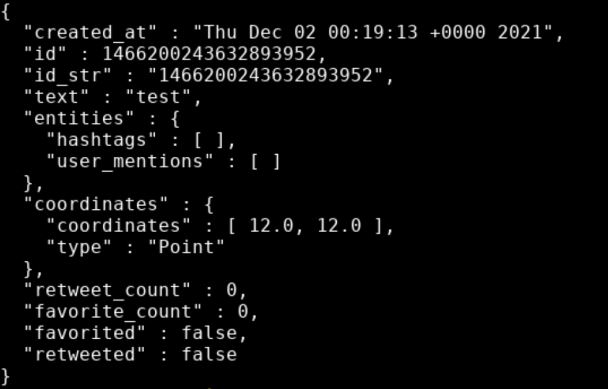 {
  "created_at" : "Thu Dec 02 00:19:13 +0000 2021",
  "id" : 1466200243632893952,
  "id_str" : "1466200243632893952",
  "text" : "test",
  "entities" : {
    "hashtags" : [ ],
    "user_mentions" : [ ]
  },
  "coordinates" : {
    "coordinates" : [ 12.0, 12.0 ],
    "type" : "Point"
  },
  "retweet_count" : 0,
  "favorite_count" : 0,
  "favorited" : false,
  "retweeted" : false
}